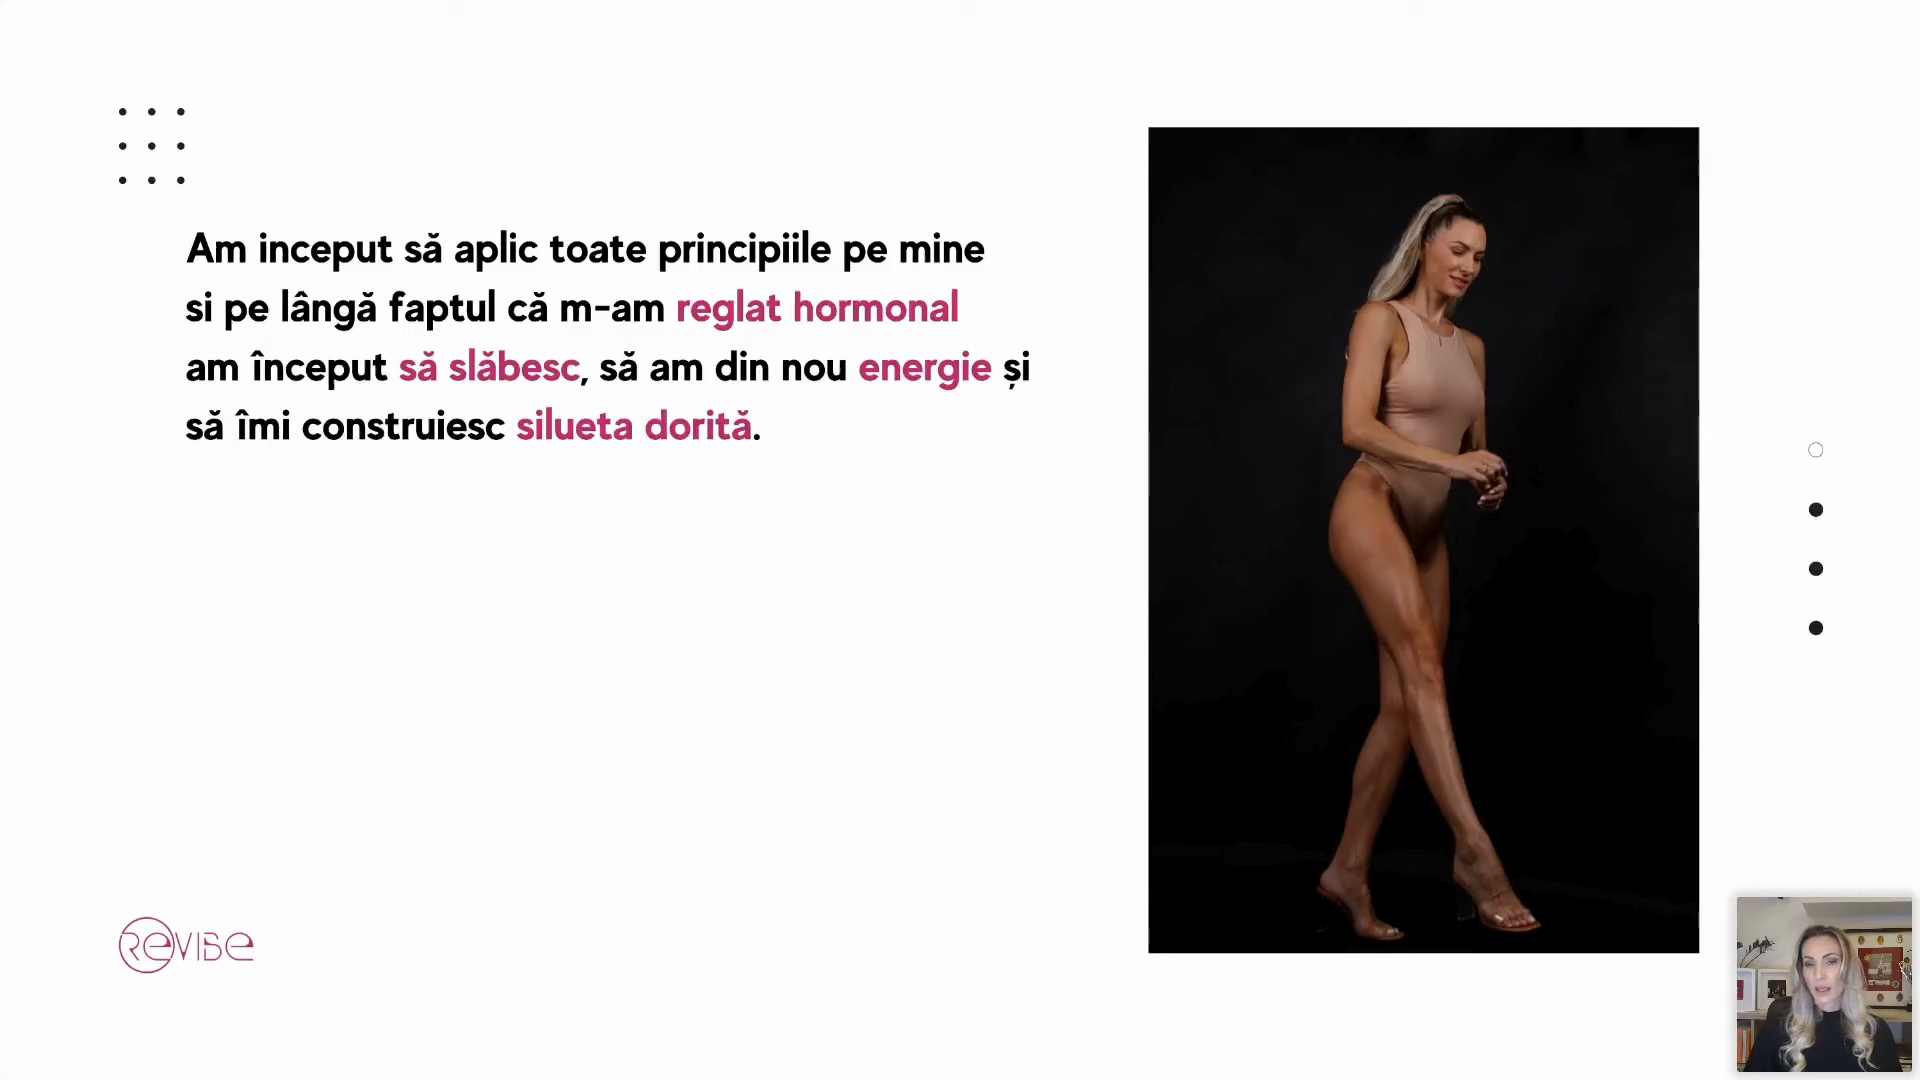 Am inceput să aplic toate principiile pe mine
si pe lângă faptul că m-am reglat hormonal
am început să slăbesc, să am din nou energie și
să îmi construiesc silueta dorită.
REVIBE